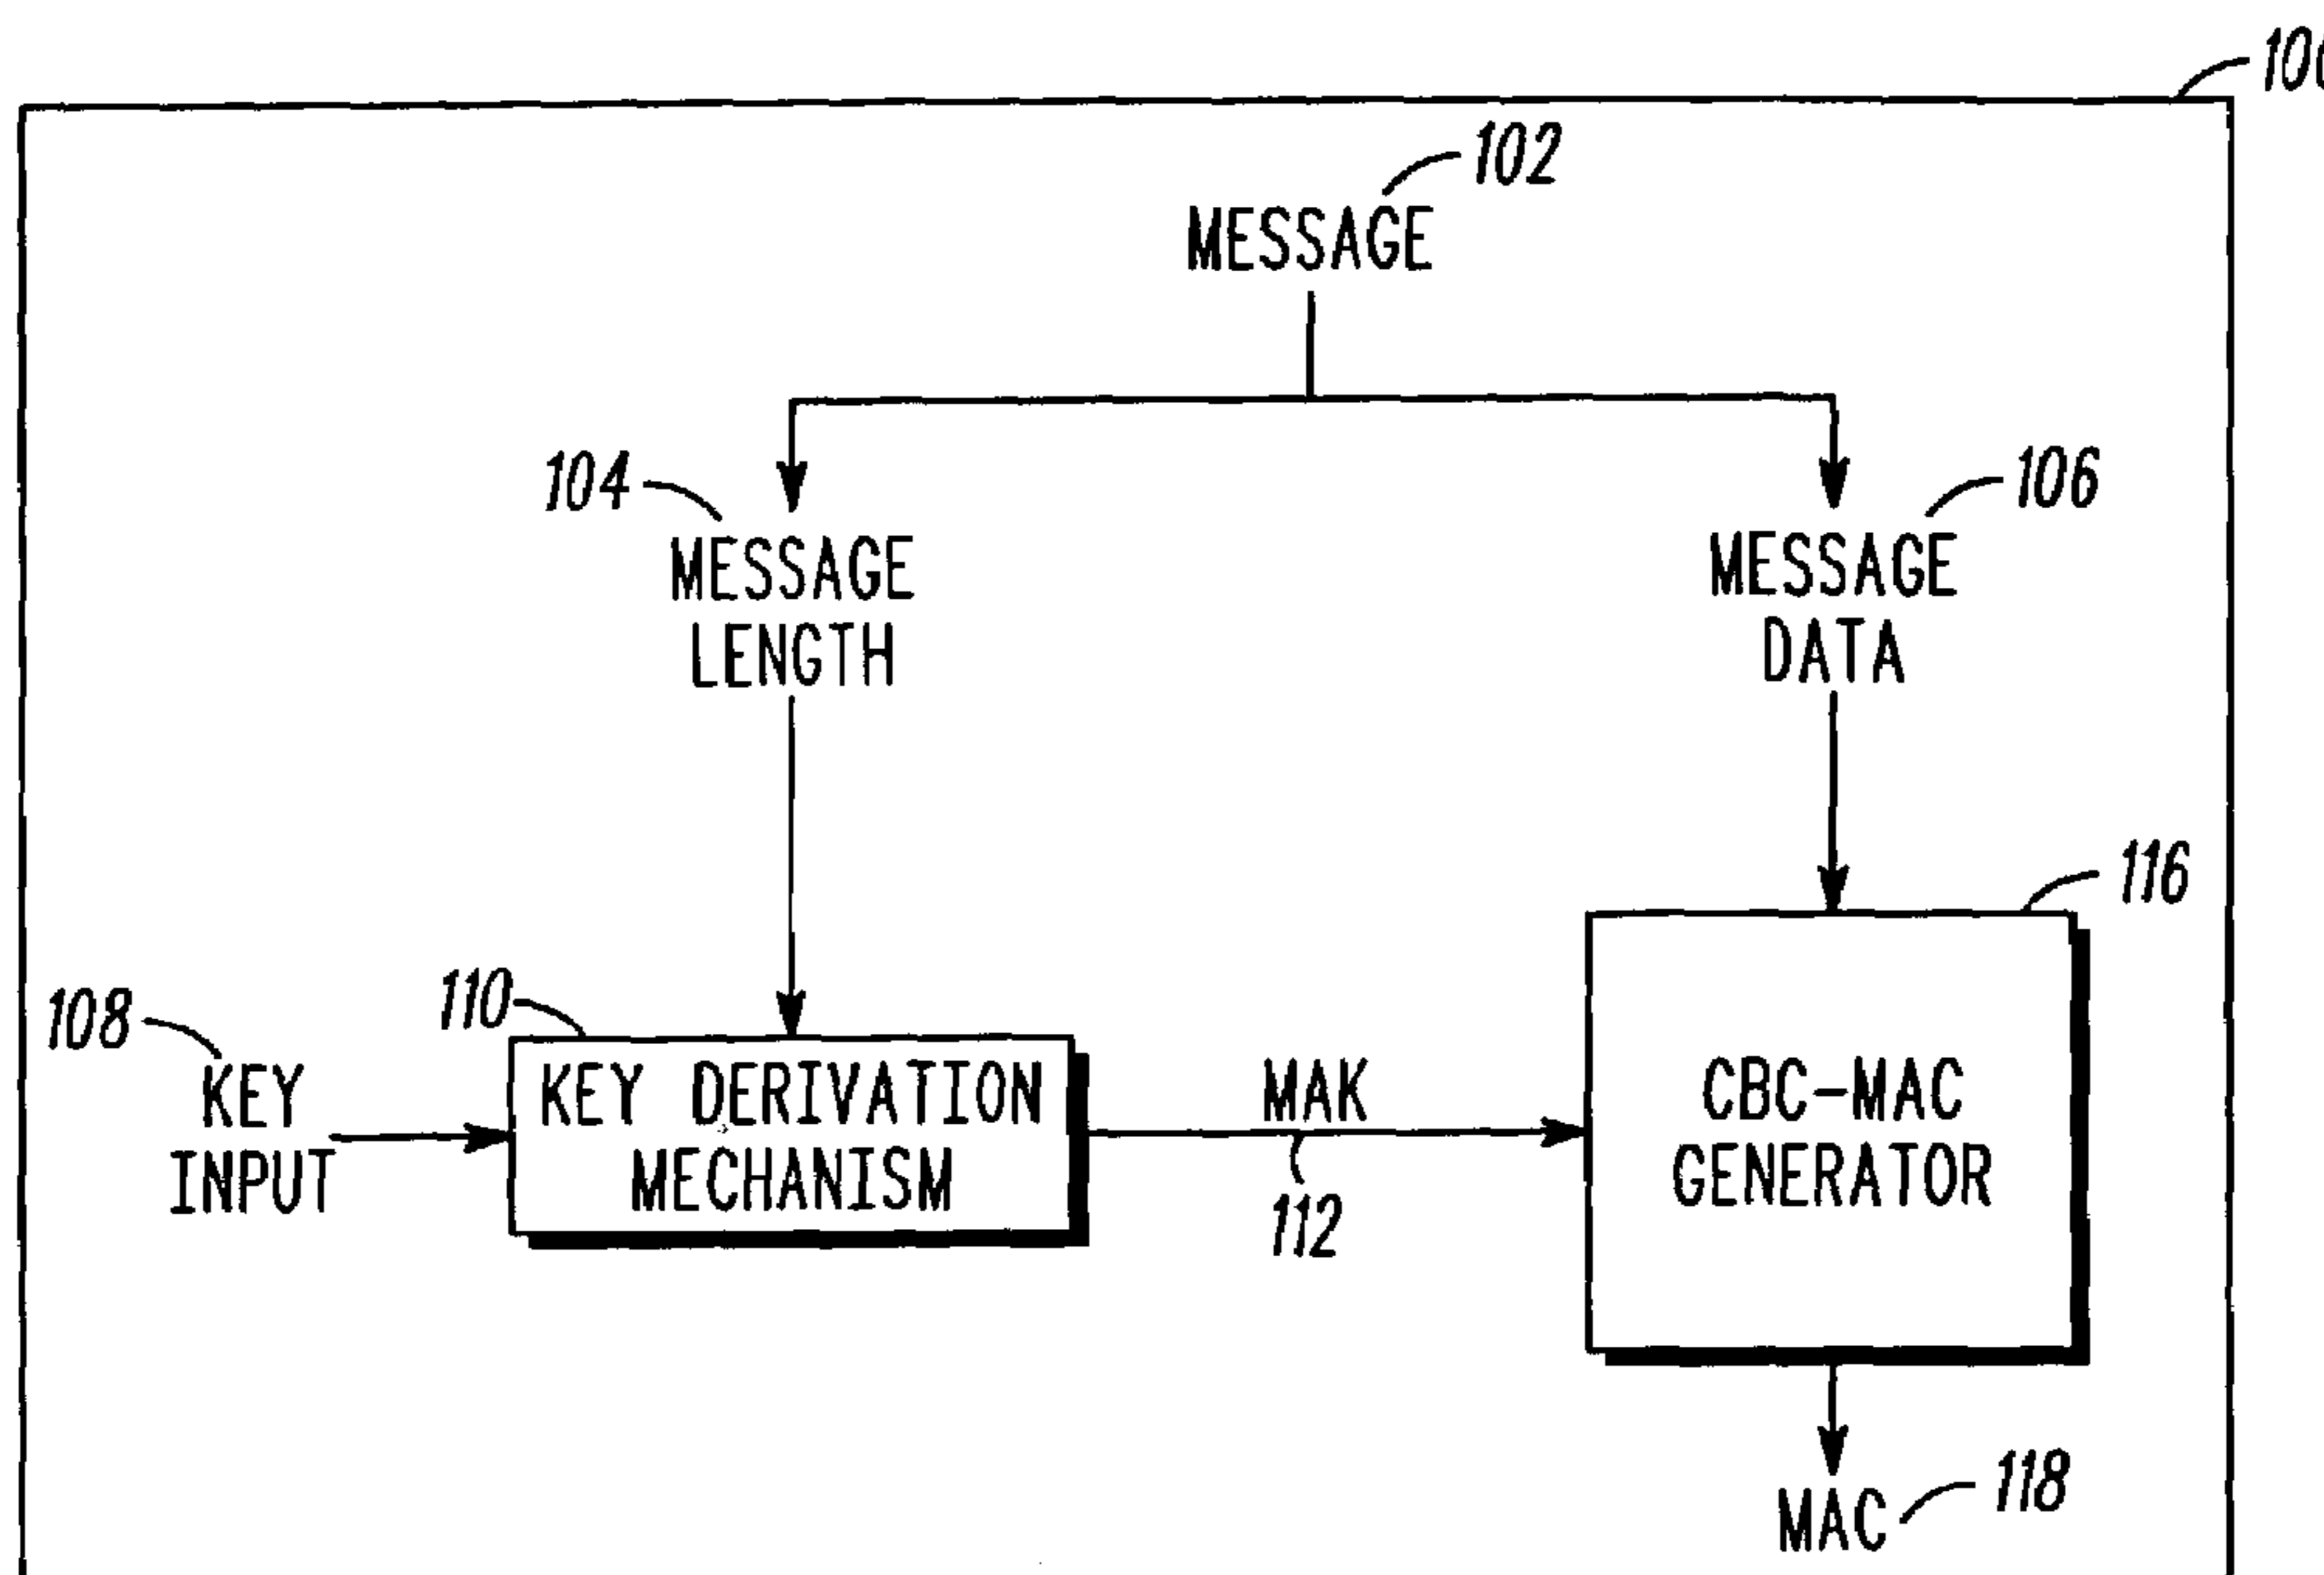 102
MESSAGE
104
106
MESSAGE
LENGTH
MESSAGE
DATA
116
108
110
KEY
INPUT
KEY DERIVATION
MECHANISM
MAK
112
CBC-MAC
GENERATOR
MAC
118